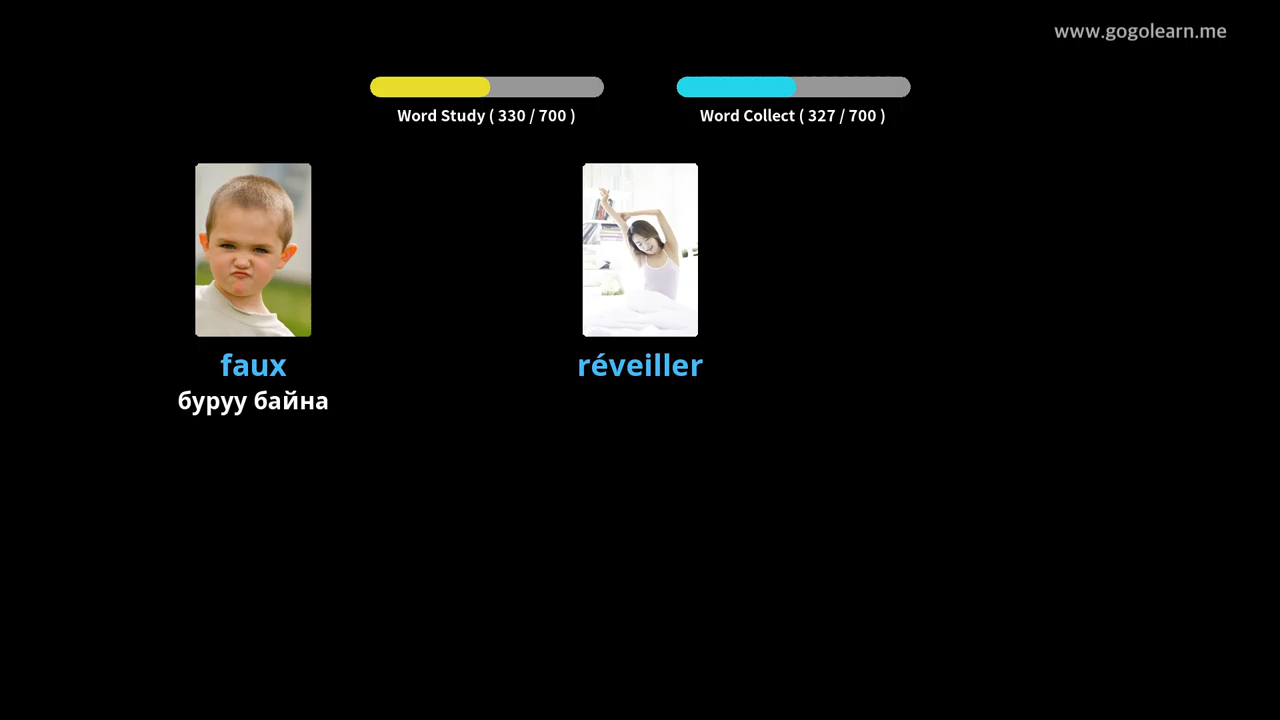 www.gogolearn.me
Word Study ( 330 / 700 )
Word Collect ( 327 / 700 )
faux
буруу байна
réveiller